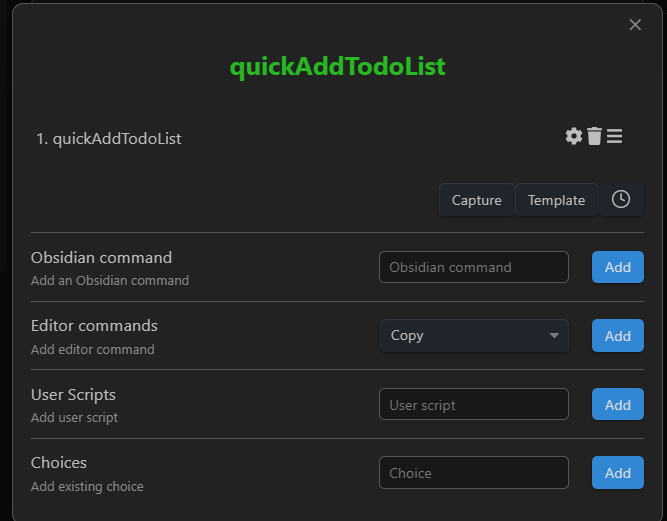 quickAddTodoList
1. quickAddTodoList
Capture Template
Obsidian command
Add an Obsidian command
Obsidian command
Add
Editor commands
Add editor command
Copy
Add
User Scripts
Add user script
User script
Add
Choices
Add existing choice
Choice
Add